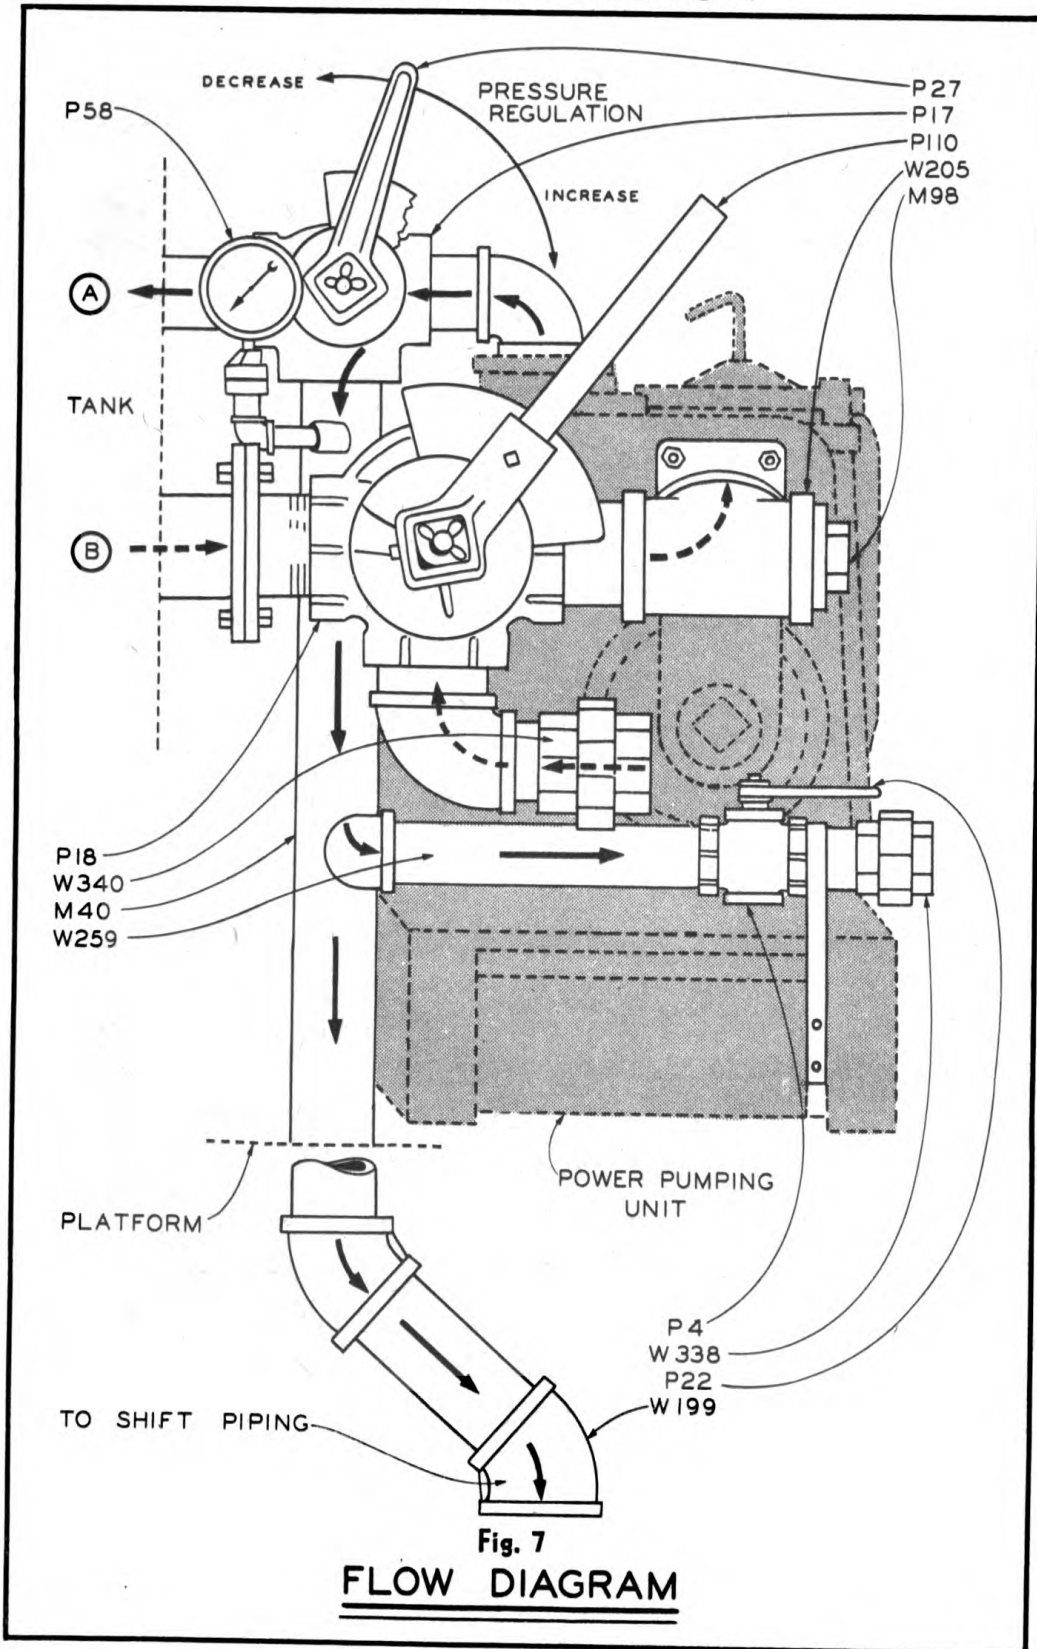 DECREASE
PRESSURE
REGULATION
INCREASE
P58
P27
P17
P110
W205
M98
A
TANK
B
P18
W340
M40
W259
PLATFORM
POWER PUMPING
UNIT
P4
W338
P22
W199
TO SHIFT PIPING
Fig. 7
FLOW DIAGRAM